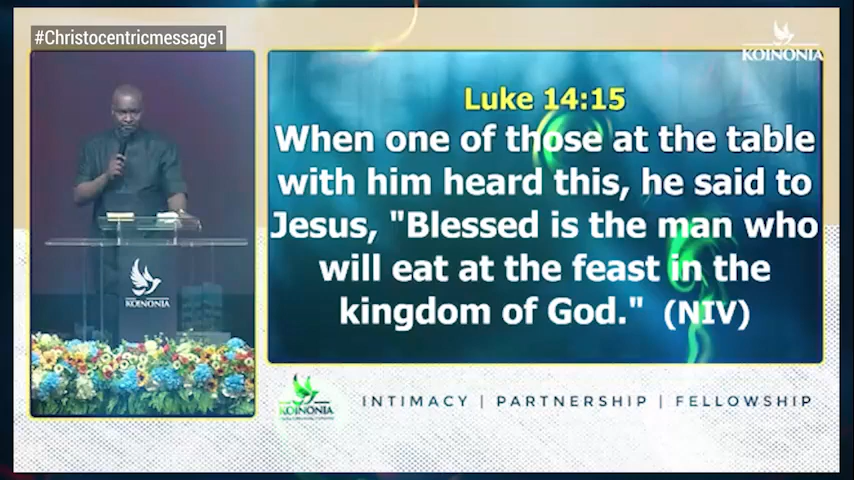 #Christocentricmessage1
KOINONIA
Luke 14:15
When one of those at the table
with him heard this, he said to
Jesus, "Blessed is the man who
will eat at the feast in the
kingdom of God." (NIV)
KOINONIA
KOINONIA
INTIMACY | PARTNERSHIP | FELLOWSHIP